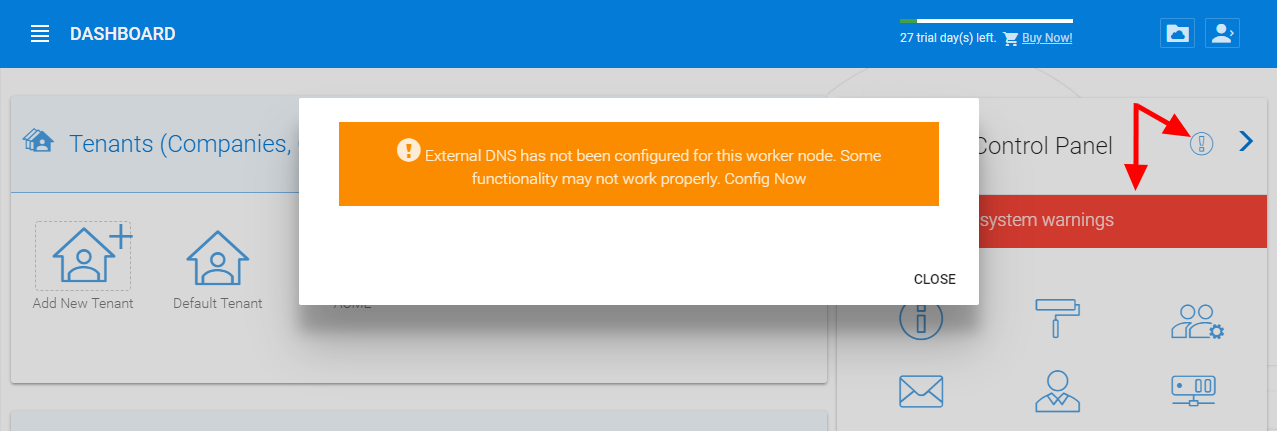 DASHBOARD
27 trial day(s) left. Buy Now!
Tenants (Companies,
Control Panel
External DNS has not been configured for this worker node. Some
functionality may not work properly. Config Now
system warnings
CLOSE
Add New Tenant
Default Tenant